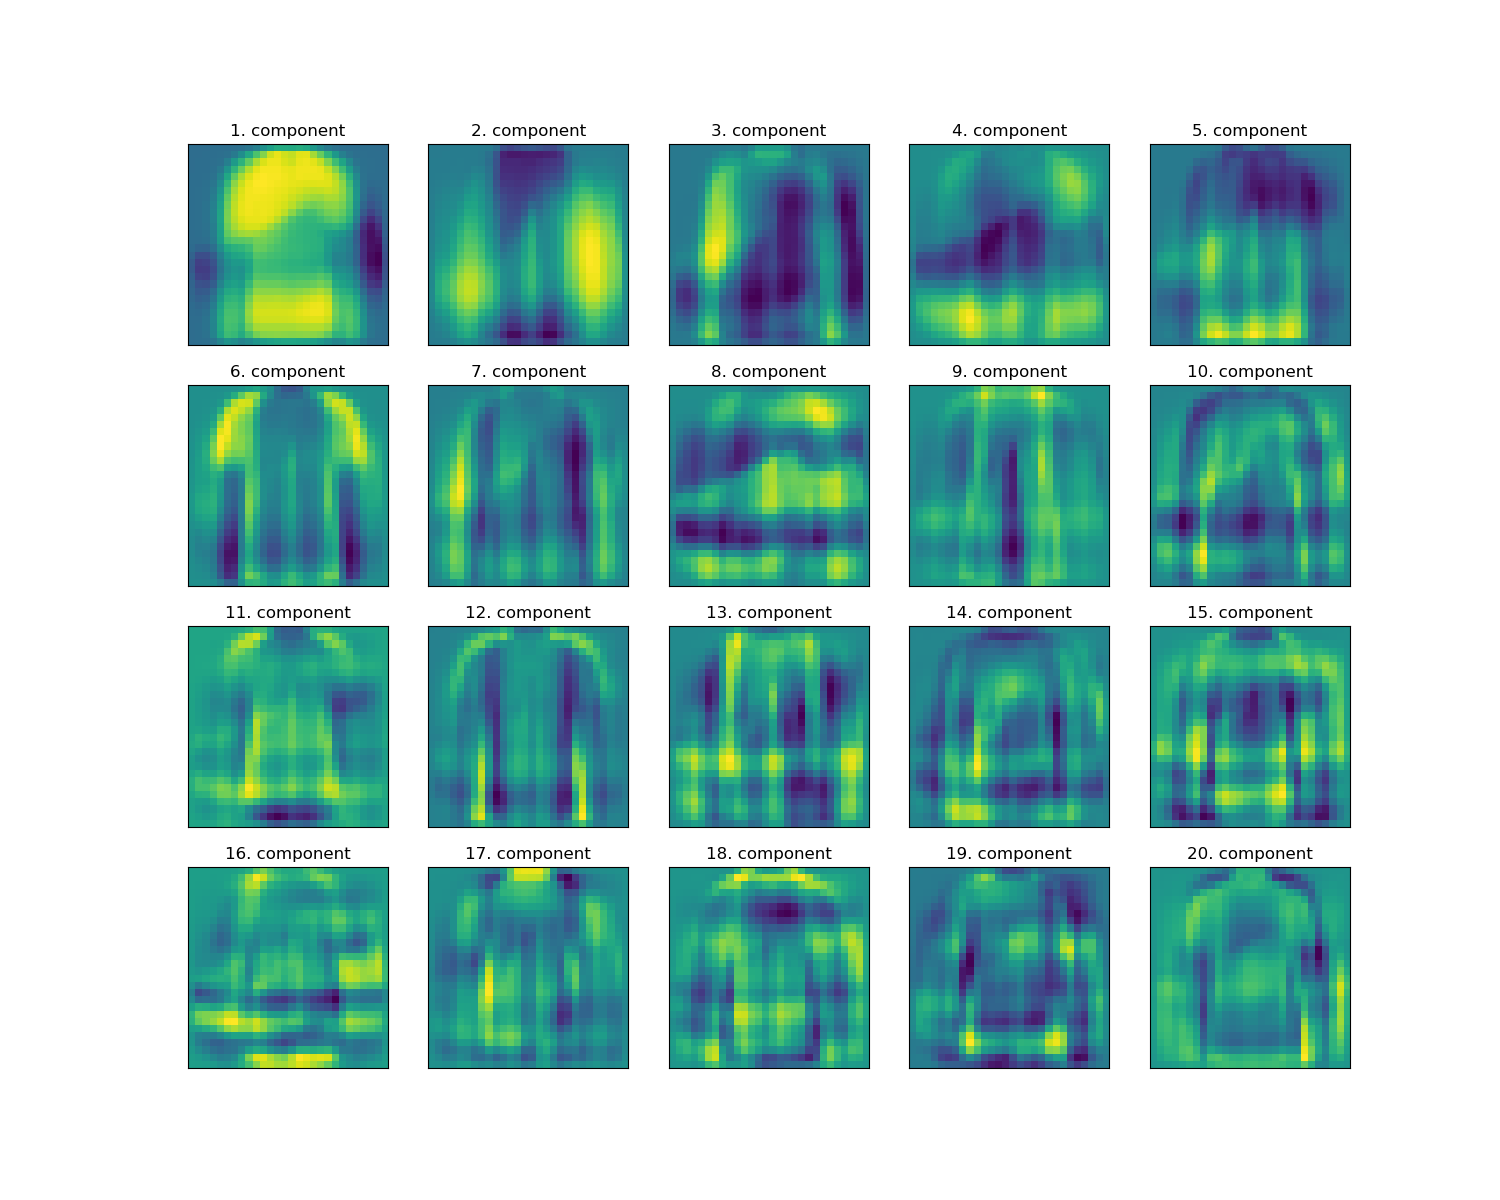 1. component
2. component
3. component
4. component
5. component
6. component
7. component
8. component
9. component
10. component
11. component
12. component
13. component
14. component
15. component
16. component
17. component
18. component
19. component
20. component